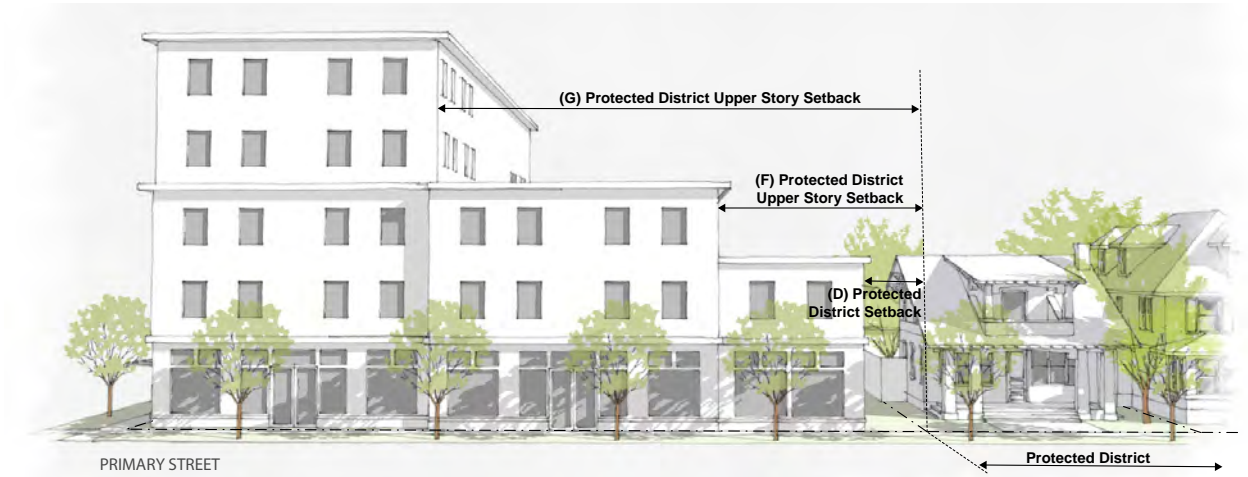 (G) Protected District Upper Story Setback
(F) Protected District
Upper Story Setback
(D) Protected
District Setback
PRIMARY STREET
Protected District